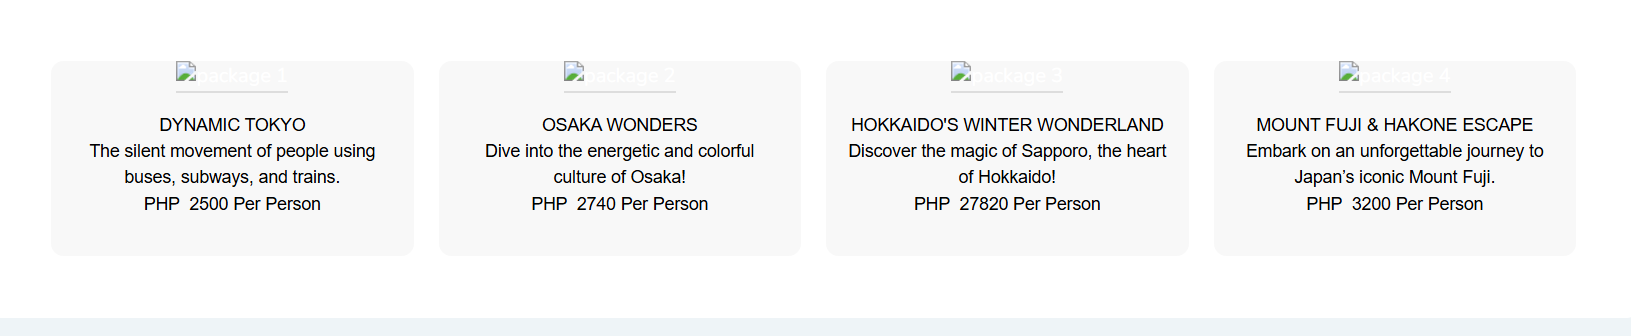 package 1
DYNAMIC TOKYO
The silent movement of people using
buses, subways, and trains.
PHP  2500 Per Person
package 2
OSAKA WONDERS
Dive into the energetic and colorful
culture of Osaka!
PHP  2740 Per Person
package 3
HOKKAIDO'S WINTER WONDERLAND
Discover the magic of Sapporo, the heart
of Hokkaido!
PHP  27820 Per Person
package 4
MOUNT FUJI & HAKONE ESCAPE
Embark on an unforgettable journey to
Japan’s iconic Mount Fuji.
PHP  3200 Per Person